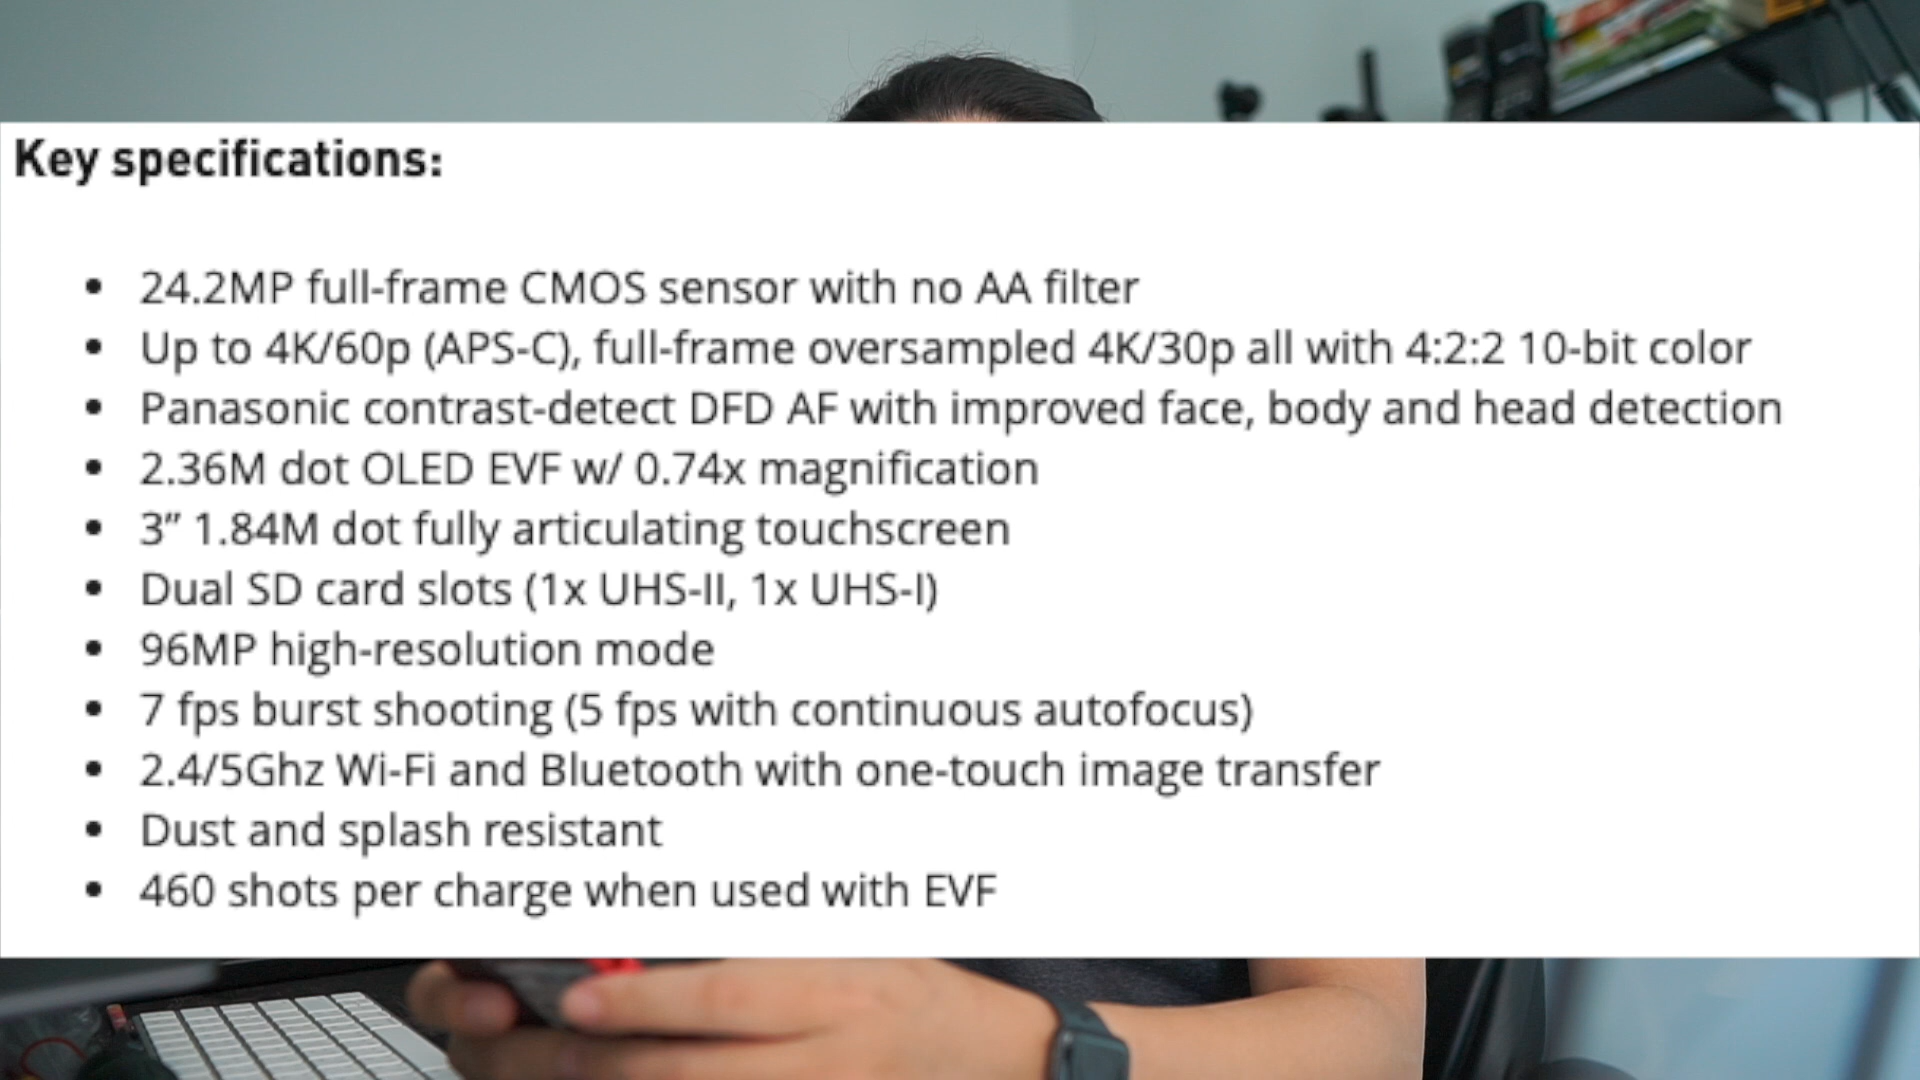 Key specifications:
• 24.2MP full-frame CMOS sensor with no AA filter
• Up to 4K/60p (APS-C), full-frame oversampled 4K/30p all with 4:2:2 10-bit color
• Panasonic contrast-detect DFD AF with improved face, body and head detection
• 2.36M dot OLED EVF w/ 0.74x magnification
• 3” 1.84M dot fully articulating touchscreen
• Dual SD card slots (1x UHS-II, 1x UHS-I)
• 96MP high-resolution mode
• 7 fps burst shooting (5 fps with continuous autofocus)
• 2.4/5Ghz Wi-Fi and Bluetooth with one-touch image transfer
• Dust and splash resistant
• 460 shots per charge when used with EVF